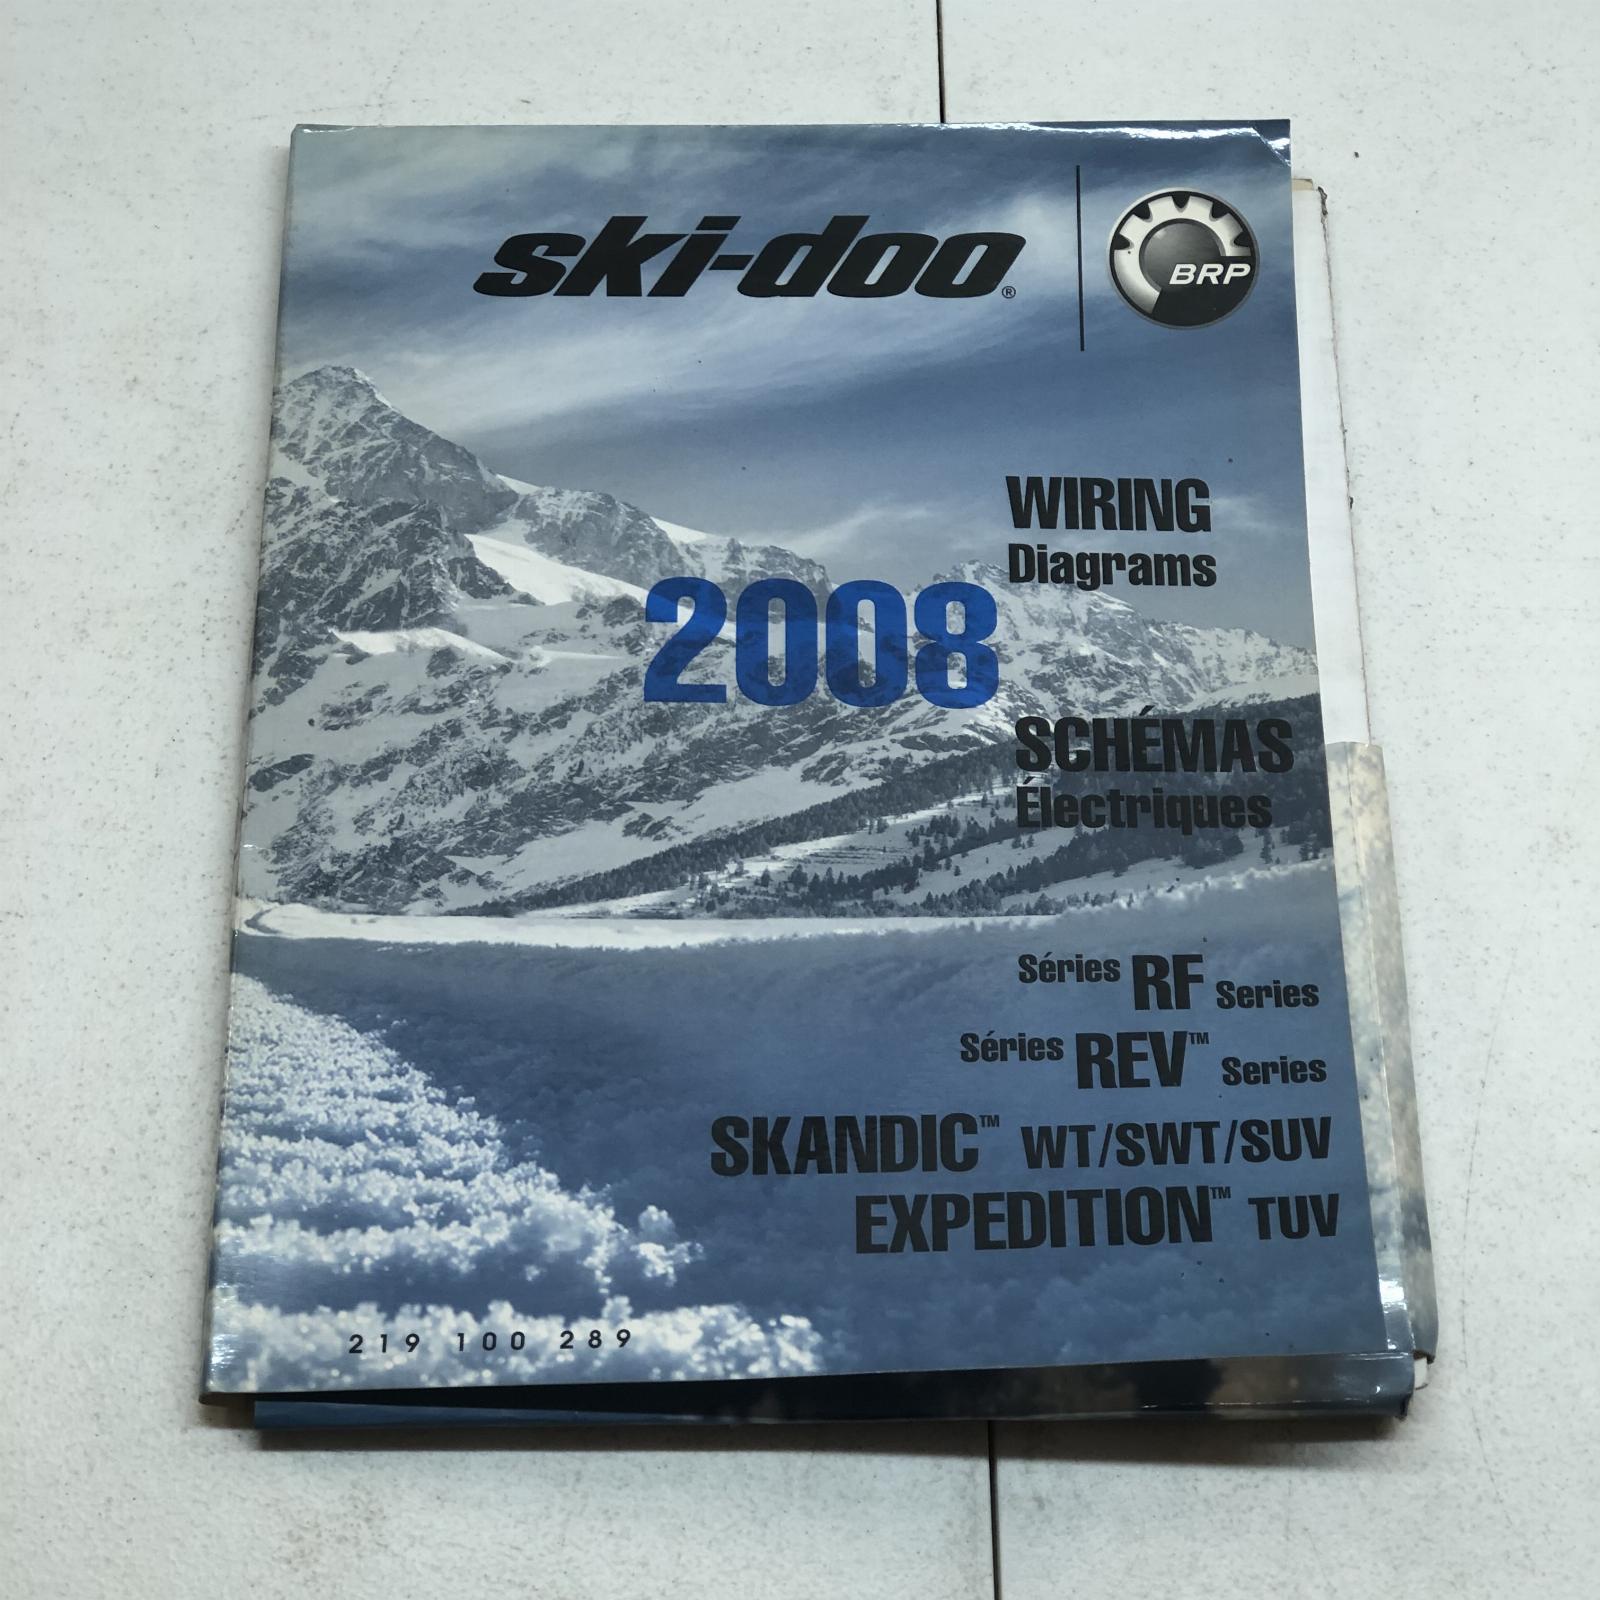 ski-doo®
BRP
WIRING
Diagrams
2008
SCHÉMAS
Électriques
Séries RF Series
Séries REV™ Series
SKANDIC™ WT/SWT/SUV
EXPEDITION™ TUV
219 100 289